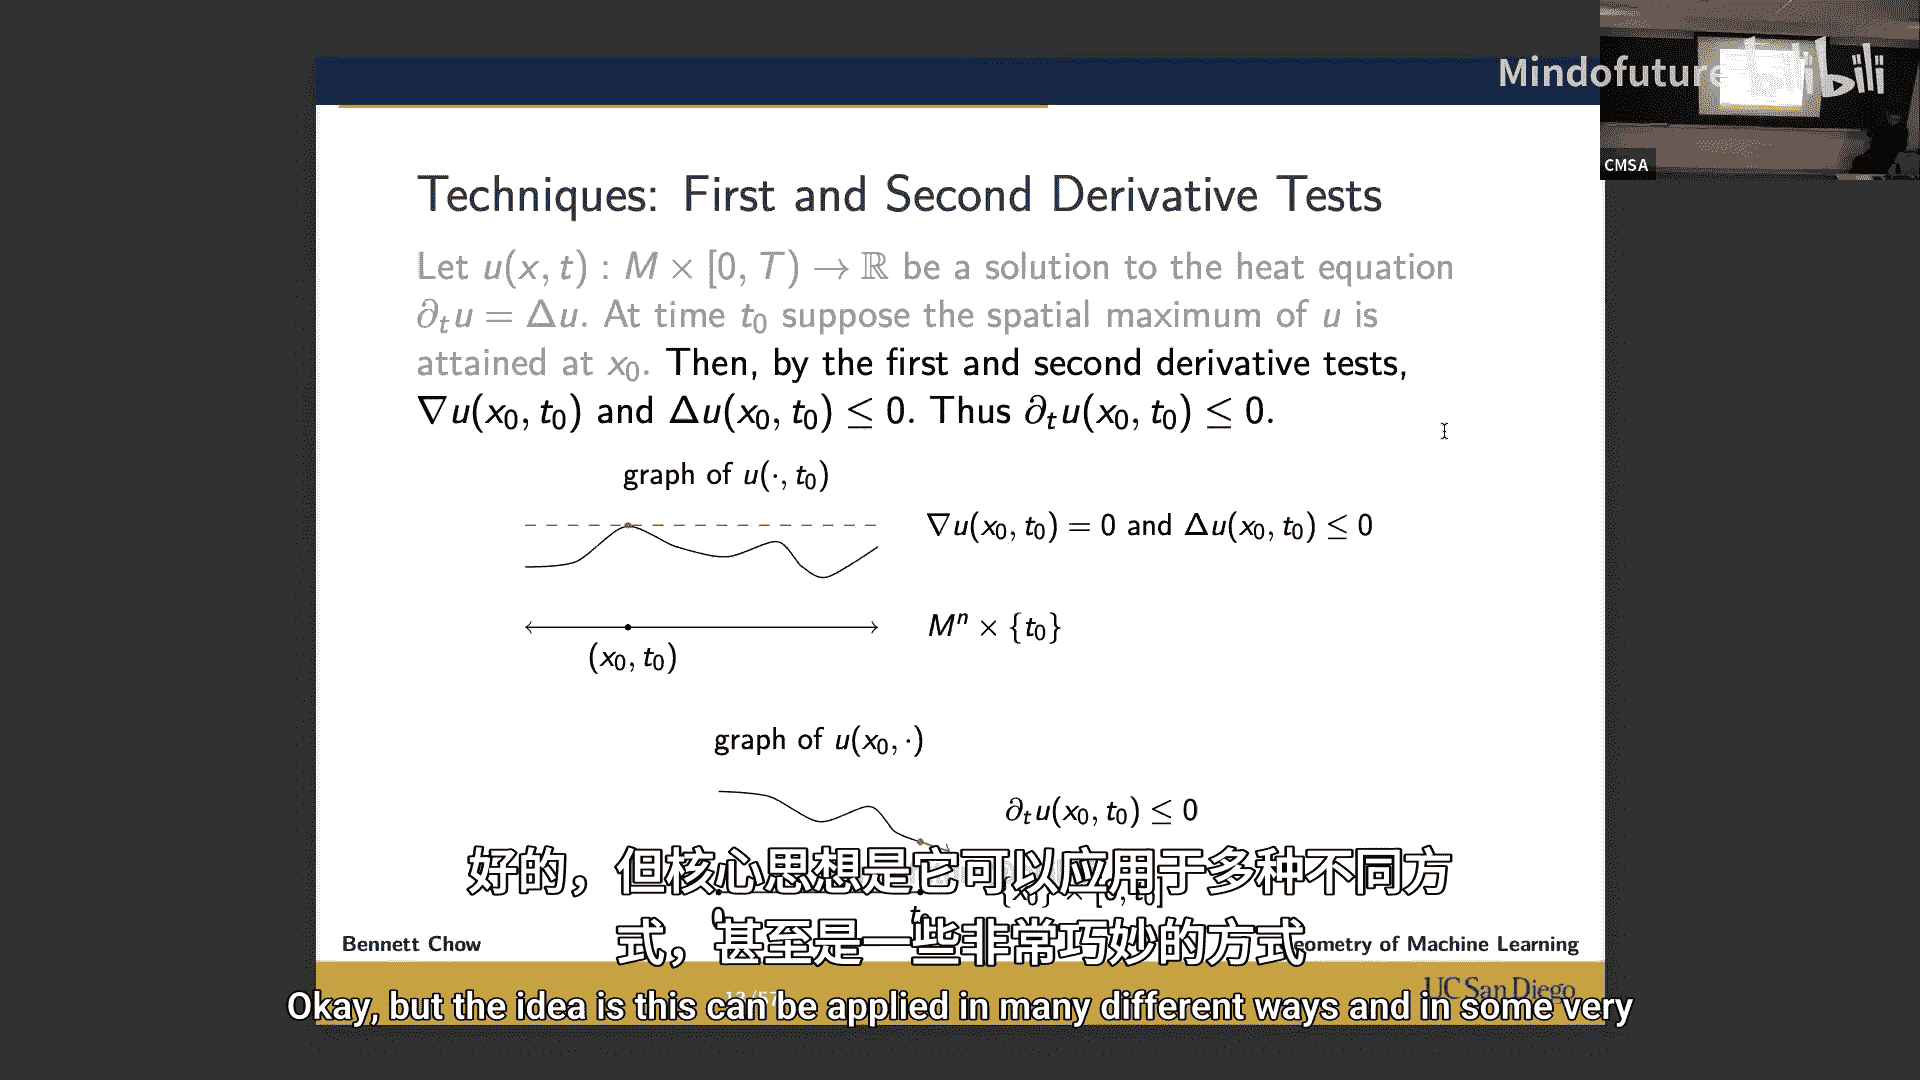 Mindofuture
bilibili
CMSA
Techniques: First and Second Derivative Tests
Let u(x, t) : M × [0, T) → ℝ be a solution to the heat equation
∂ₜu = Δu. At time t₀ suppose the spatial maximum of u is
attained at x₀. Then, by the first and second derivative tests,
∇u(x₀, t₀) and Δu(x₀, t₀) ≤ 0. Thus ∂ₜu(x₀, t₀) ≤ 0.
graph of u(·, t₀)
∇u(x₀, t₀) = 0 and Δu(x₀, t₀) ≤ 0
Mⁿ × {t₀}
(x₀, t₀)
graph of u(x₀, ·)
∂ₜu(x₀, t₀) ≤ 0
{x₀} × [0, t₀]
0
好的，但核心思想是它可以应用于多种不同方
式，甚至是一些非常巧妙的方式
Bennett Chow
Geometry of Machine Learning
UC San Diego
Okay, but the idea is this can be applied in many different ways and in some very